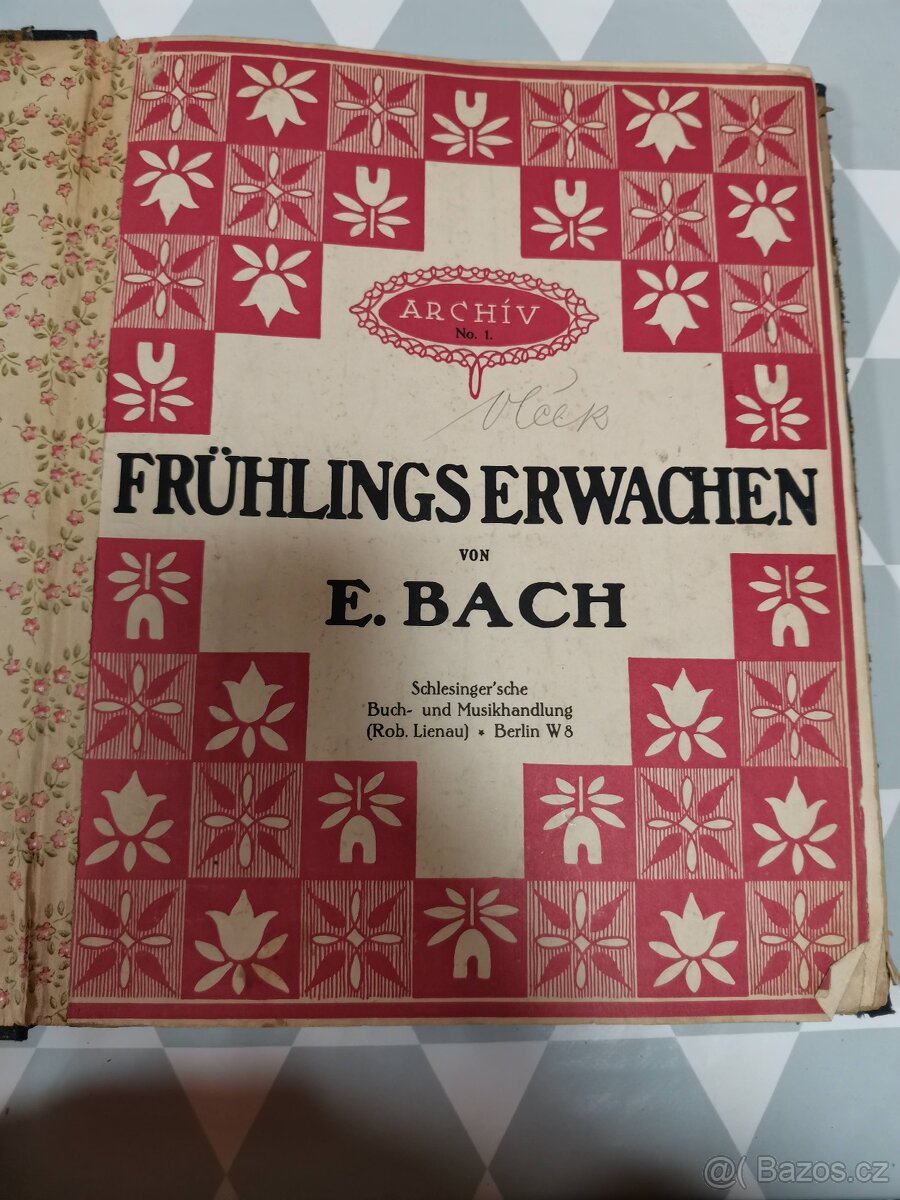 ARCHÍV
No. 1.
Vlček
FRÜHLINGSERWACHEN
VON
E. BACH
Schlesinger'sche
Buch- und Musikhandlung
(Rob. Lienau) * Berlin W8
@ Bazos.cz